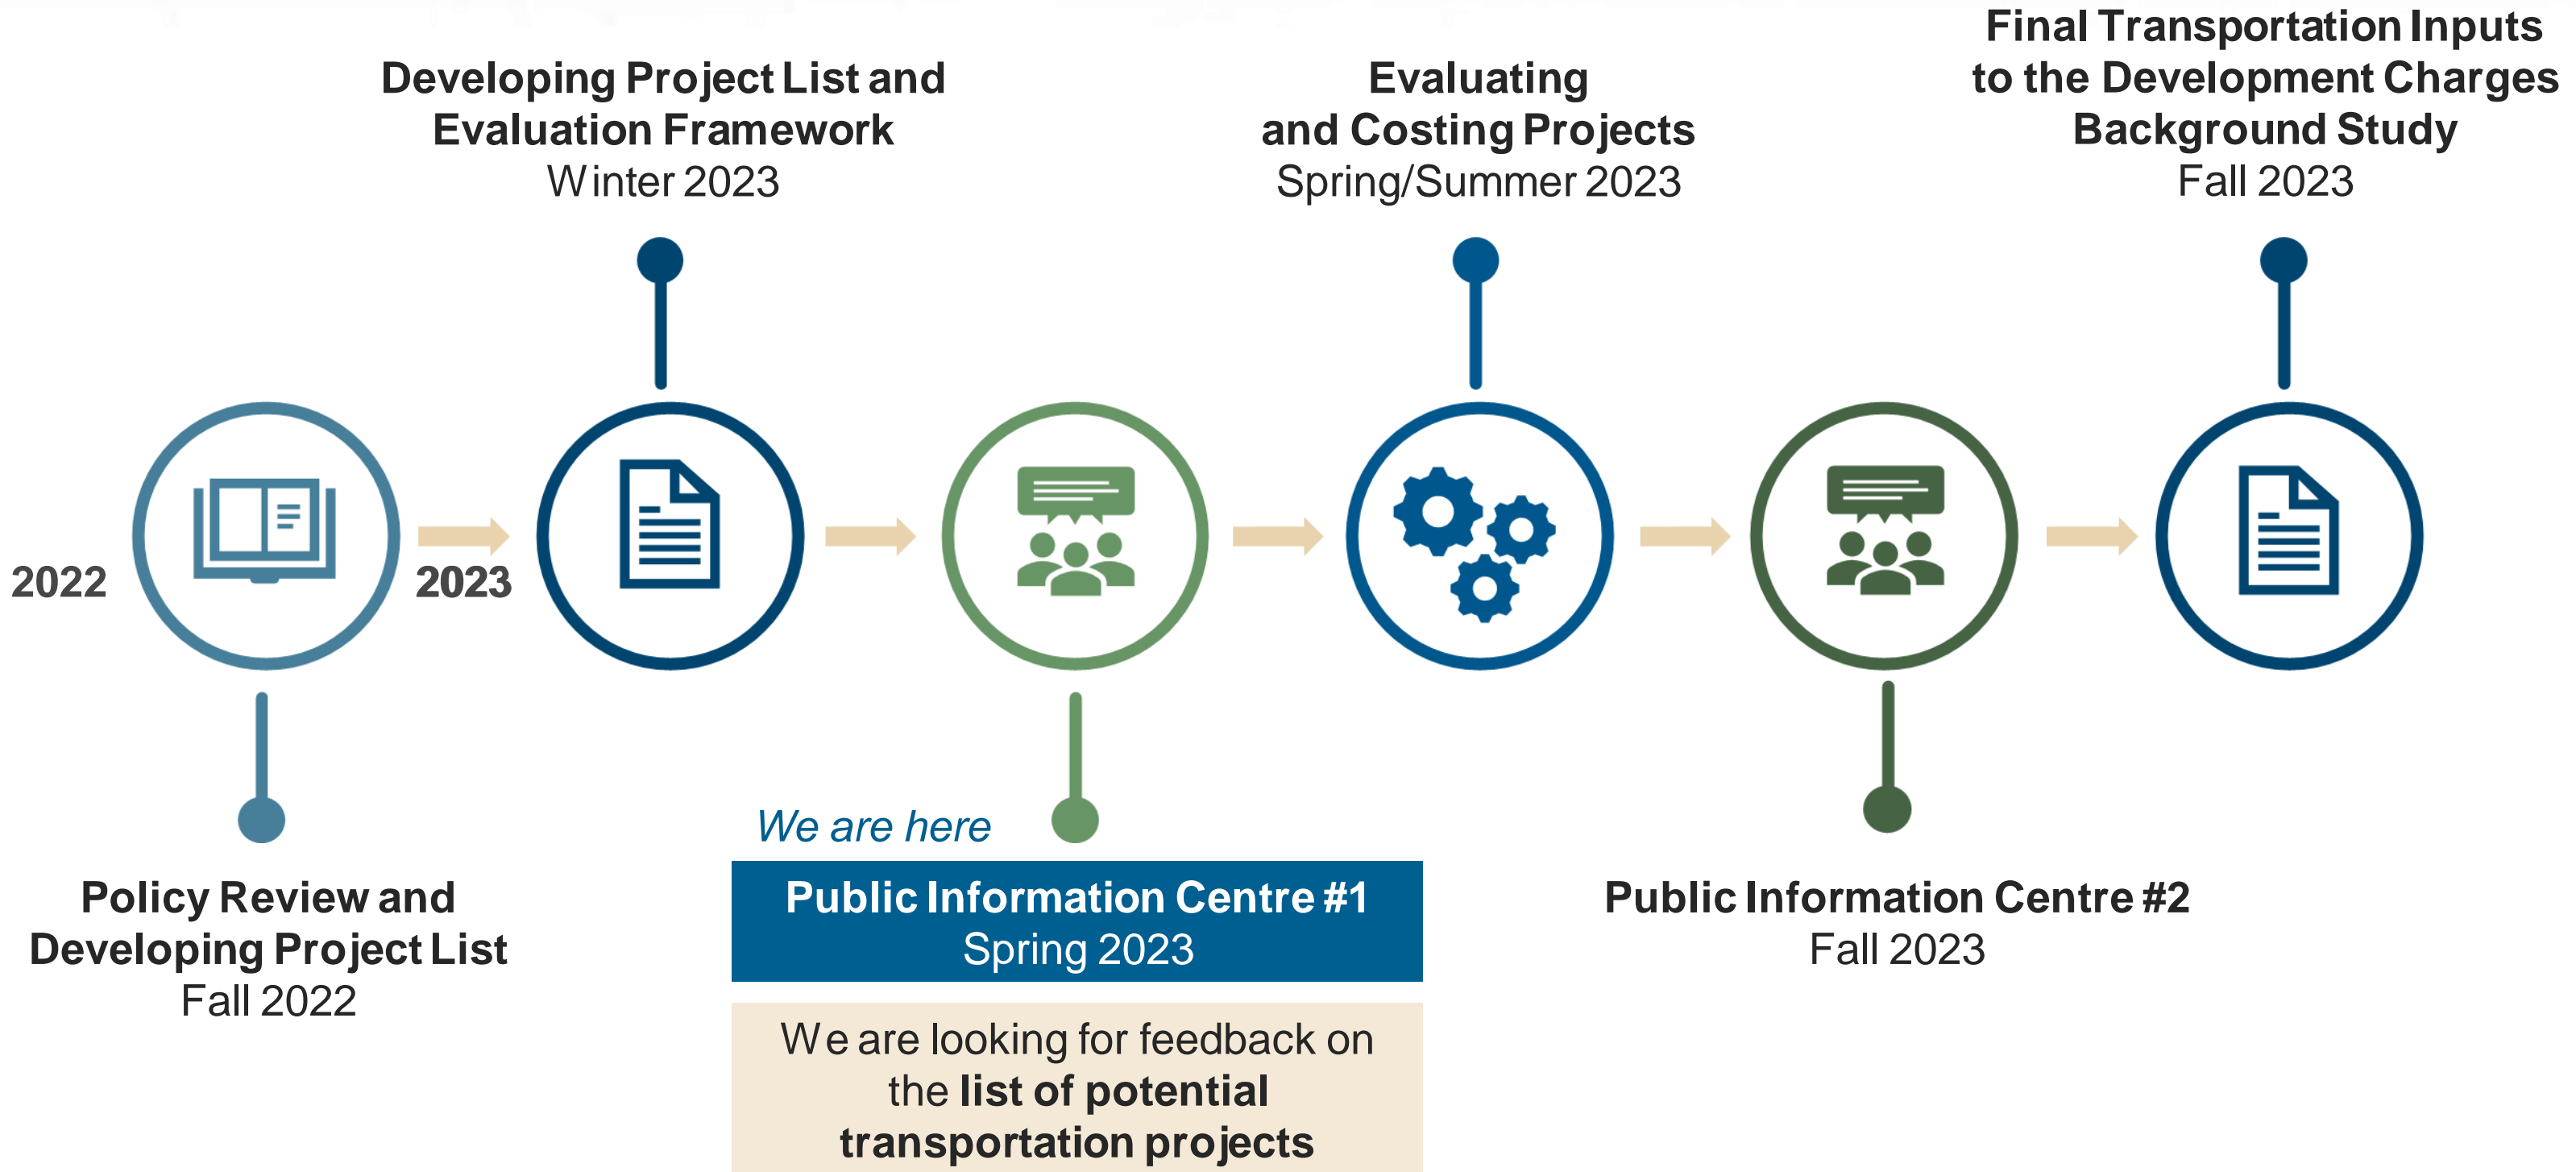 Final Transportation Inputs
to the Development Charges
Background Study
Fall 2023
Developing Project List and
Evaluation Framework
Winter 2023
Evaluating
and Costing Projects
Spring/Summer 2023
2022
2023
We are here
Policy Review and
Developing Project List
Fall 2022
Public Information Centre #1
Spring 2023
We are looking for feedback on
the list of potential
transportation projects
Public Information Centre #2
Fall 2023